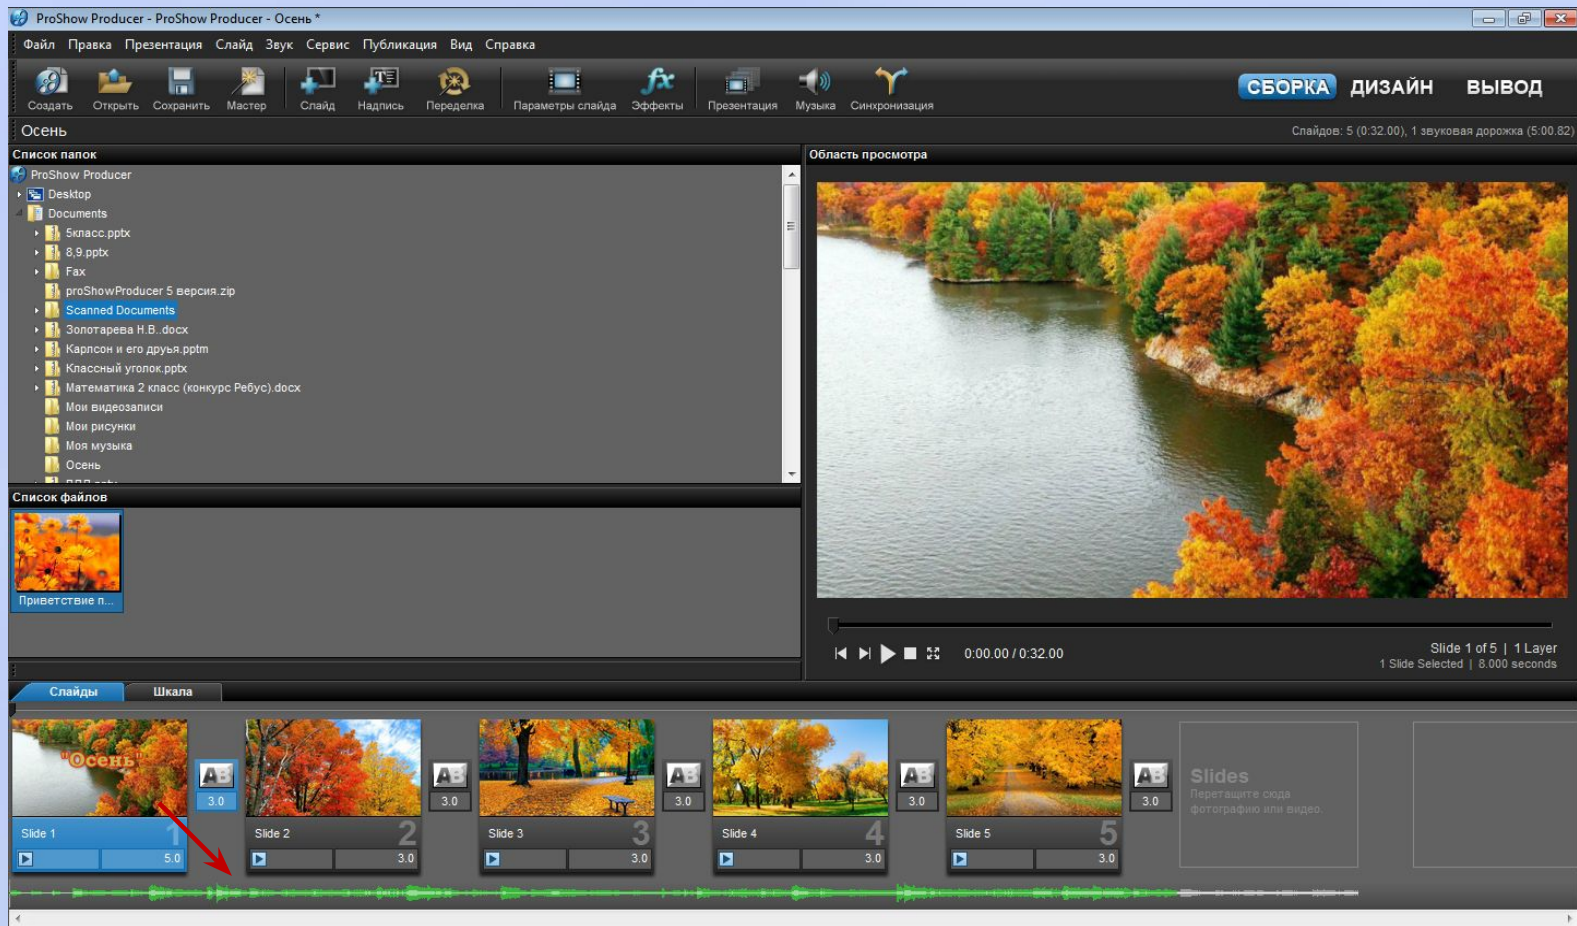 ProShow Producer - ProShow Producer - Осень *
Файл Правка Презентация Слайд Звук Сервис Публикация Вид Справка
Создать Открыть Сохранить Мастер Слайд Надпись Переделка Параметры слайда Эффекты Презентация Музыка Синхронизация
СБОРКА ДИЗАЙН ВЫВОД
Осень
Слайдов: 5 (0:32.00), 1 звуковая дорожка (5:00.82)
Список папок
ProShow Producer
Desktop
Documents
5класс.pptx
8,9.pptx
Fax
proShowProducer 5 версия.zip
Scanned Documents
Золотарева Н.В..docx
Карлсон и его друья.pptm
Классный уголок.pptx
Математика 2 класс (конкурс Ребус).docx
Мои видеозаписи
Мои рисунки
Моя музыка
Осень
Область просмотра
Список файлов
Приветствие п...
0:00.00 / 0:32.00
Slide 1 of 5 | 1 Layer
1 Slide Selected | 8.000 seconds
Слайды Шкала
"Осень"
AB AB AB AB AB
3.0 3.0 3.0 3.0 3.0
Slides
Перетащите сюда
фотографию или видео.
Slide 1 1 Slide 2 2 Slide 3 3 Slide 4 4 Slide 5 5
5.0 3.0 3.0 3.0 3.0